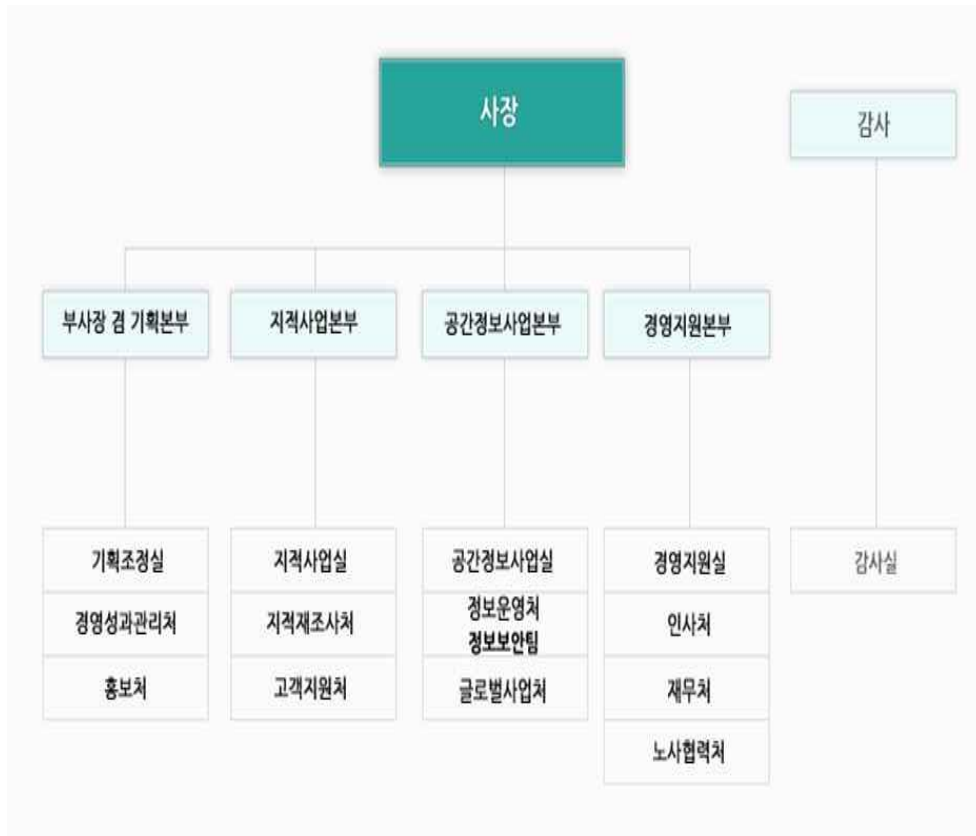 사장
감사
부사장 겸 기획본부
지적사업본부
공간정보사업본부
경영지원본부
기획조정실
경영성과관리처
홍보처
지적사업실
지적재조사처
고객지원처
공간정보사업실
정보운영처
정보보안팀
글로벌사업처
경영지원실
인사처
재무처
노사협력처
감사실